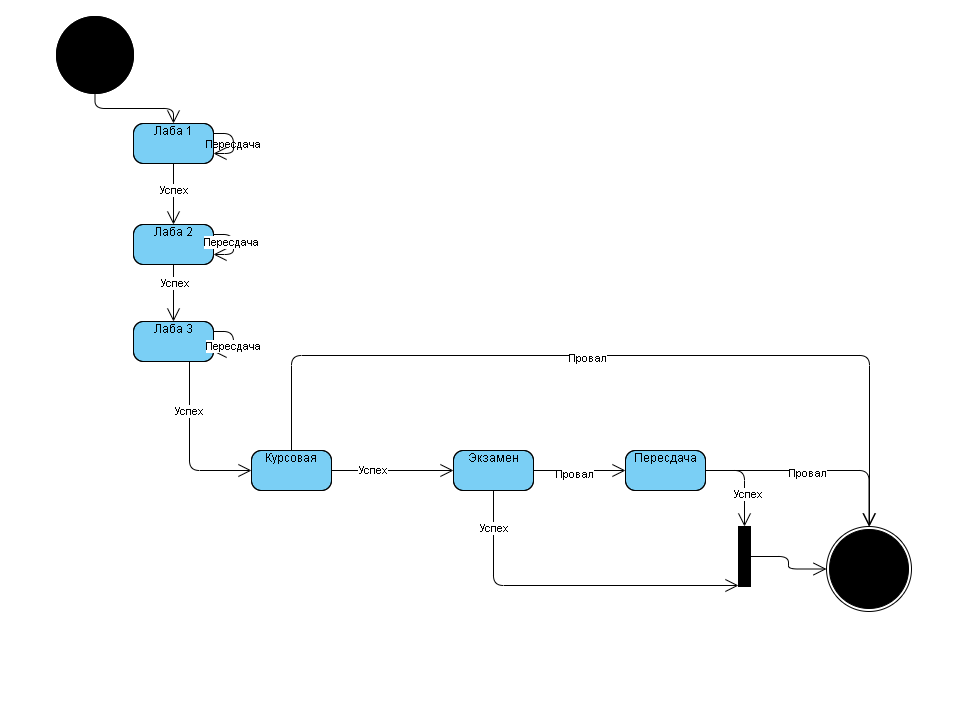 Лаба 1
Пересдача
Успех
Лаба 2
Пересдача
Успех
Лаба 3
Пересдача
Провал
Успех
Курсовая
Успех
Экзамен
Провал
Пересдача
Провал
Успех
Успех